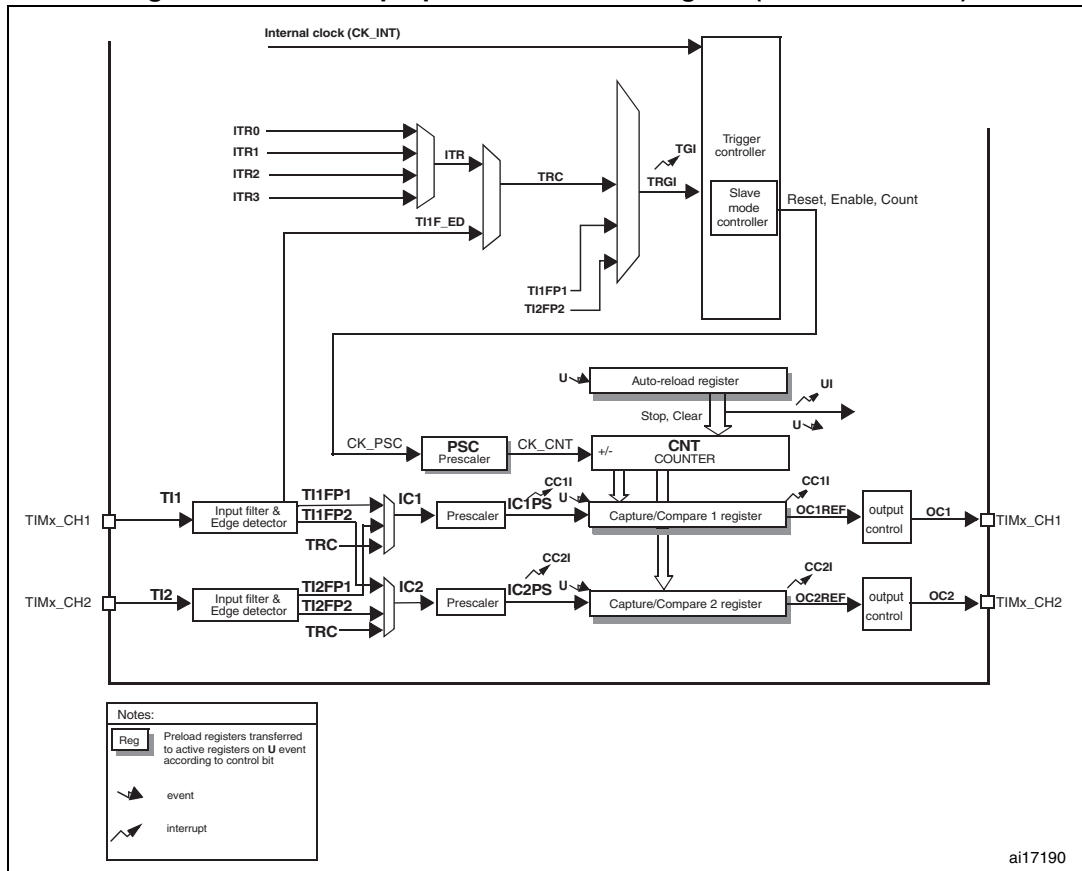 Internal clock (CK_INT)
ITR0
ITR1
ITR2
ITR3
ITR
TI1F_ED
TRC
TI1FP1
TI2FP2
TGI
TRGI
Trigger
controller
Slave
mode
controller
Reset, Enable, Count
U
Auto-reload register
UI
U
Stop, Clear
CK_PSC
PSC
Prescaler
CK_CNT
+/-
CNT
COUNTER
TIMx_CH1
TI1
Input filter &
Edge detector
TI1FP1
TI1FP2
TRC
IC1
Prescaler
CC1I
IC1PS
U
Capture/Compare 1 register
CC1I
OC1REF
output
control
OC1
TIMx_CH1
TIMx_CH2
TI2
Input filter &
Edge detector
TI2FP1
TI2FP2
TRC
IC2
Prescaler
CC2I
IC2PS
U
Capture/Compare 2 register
CC2I
OC2REF
output
control
OC2
TIMx_CH2
Notes:
Reg
Preload registers transferred
to active registers on U event
according to control bit
event
interrupt
ai17190